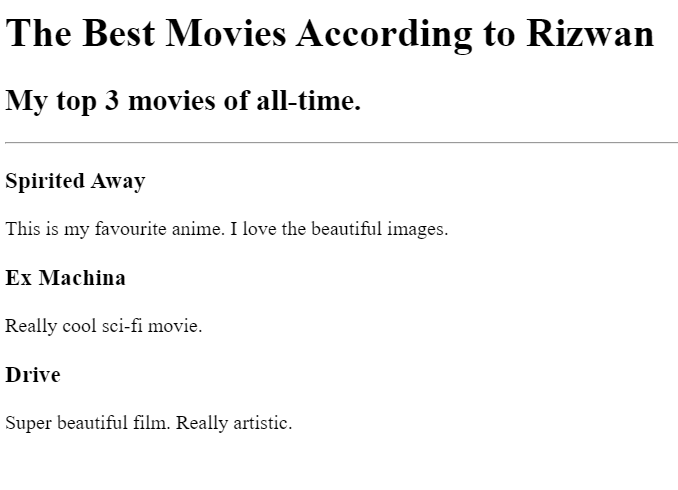 The Best Movies According to Rizwan
My top 3 movies of all-time.
Spirited Away
This is my favourite anime. I love the beautiful images.
Ex Machina
Really cool sci-fi movie.
Drive
Super beautiful film. Really artistic.